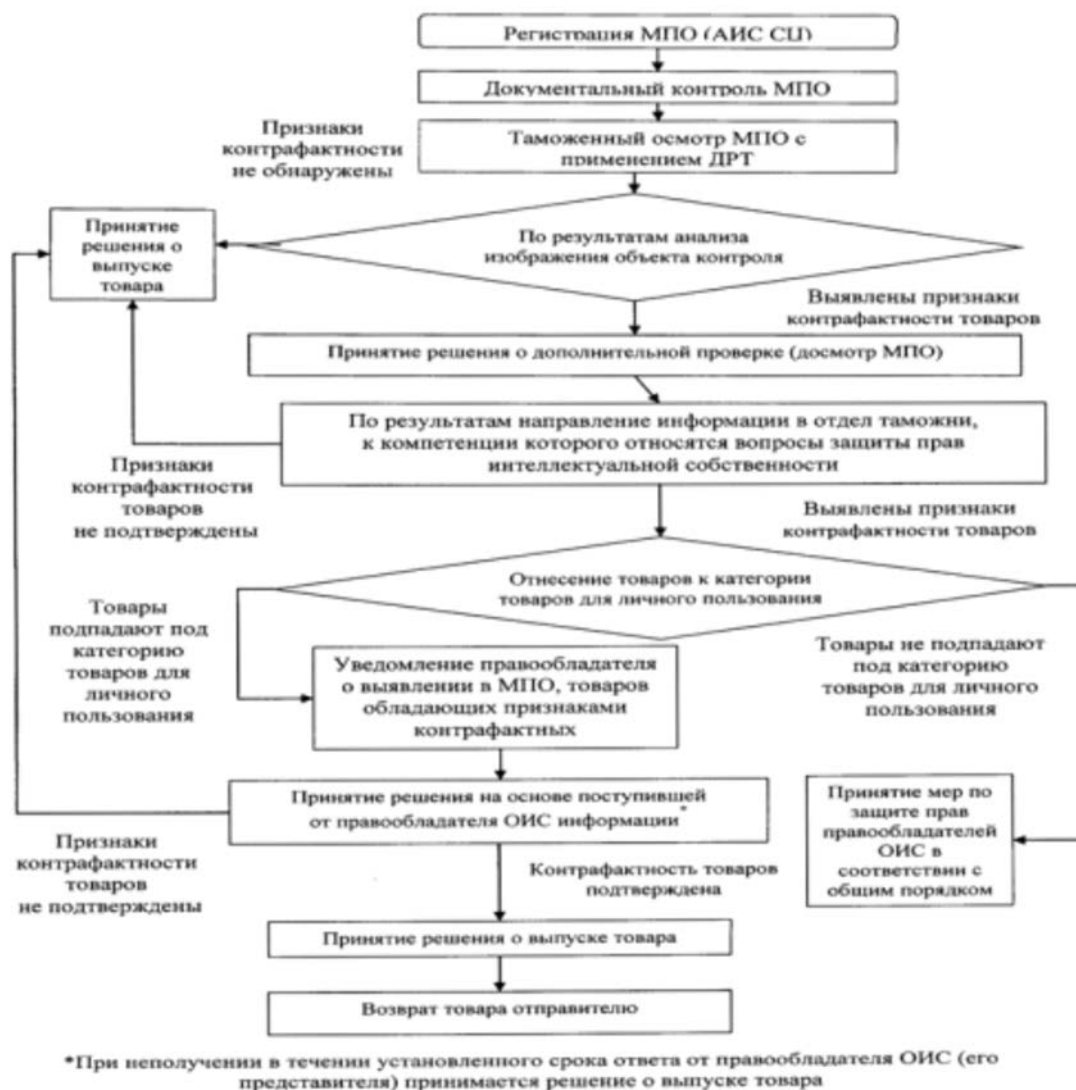 Регистрация МПО (АИС СЦ)
Документальный контроль МПО
Таможенный осмотр МПО с
применением ДРТ
Признаки
контрафактности
не обнаружены
Принятие
решения о
выпуске
товара
По результатам анализа
изображения объекта контроля
Выявлены признаки
контрафактности товаров
Принятие решения о дополнительной проверке (досмотр МПО)
По результатам направление информации в отдел таможни,
к компетенции которого относятся вопросы защиты прав
интеллектуальной собственности
Признаки
контрафактности
товаров
не подтверждены
Выявлены признаки
контрафактности товаров
Отнесение товаров к категории
товаров для личного пользования
Товары
подпадают под
категорию
товаров для
личного
пользования
Товары не подпадают
под категорию
товаров для личного
пользования
Уведомление правообладателя
о выявлении в МПО, товаров
обладающих признаками
контрафактных
Принятие решения на основе поступившей
от правообладателя ОИС информации*
Принятие мер по
защите прав
правообладателей
ОИС в
соответствии с
общим порядком
Признаки
контрафактности
товаров
не подтверждены
Контрафактность товаров
подтверждена
Принятие решения о выпуске товара
Возврат товара отправителю
*При неполучении в течении установленного срока ответа от правообладателя ОИС (его
представителя) принимается решение о выпуске товара